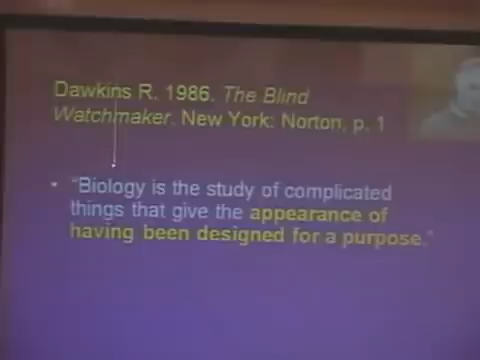 Dawkins R. 1986. The Blind
Watchmaker. New York: Norton, p. 1
• "Biology is the study of complicated
things that give the appearance of
having been designed for a purpose."